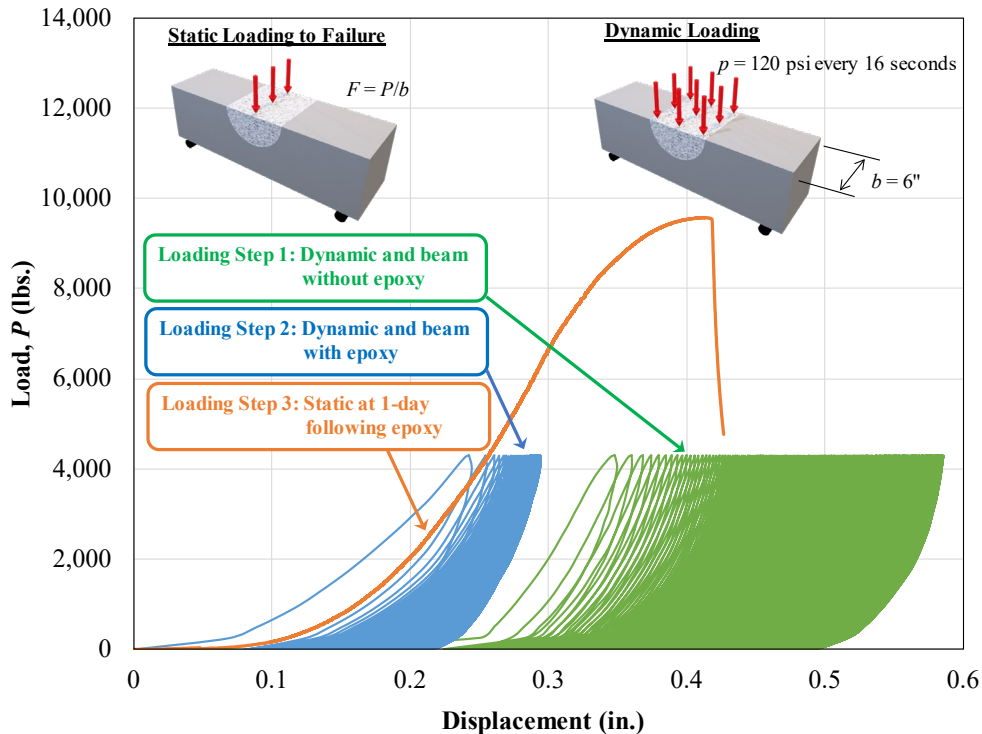 14,000
12,000
10,000
8,000
6,000
4,000
2,000
0
Load, P (lbs.)
Static Loading to Failure
F = P/b
Dynamic Loading
p = 120 psi every 16 seconds
b = 6"
Loading Step 1: Dynamic and beam
without epoxy
Loading Step 2: Dynamic and beam
with epoxy
Loading Step 3: Static at 1-day
following epoxy
0
0.1
0.2
0.3
0.4
0.5
0.6
Displacement (in.)